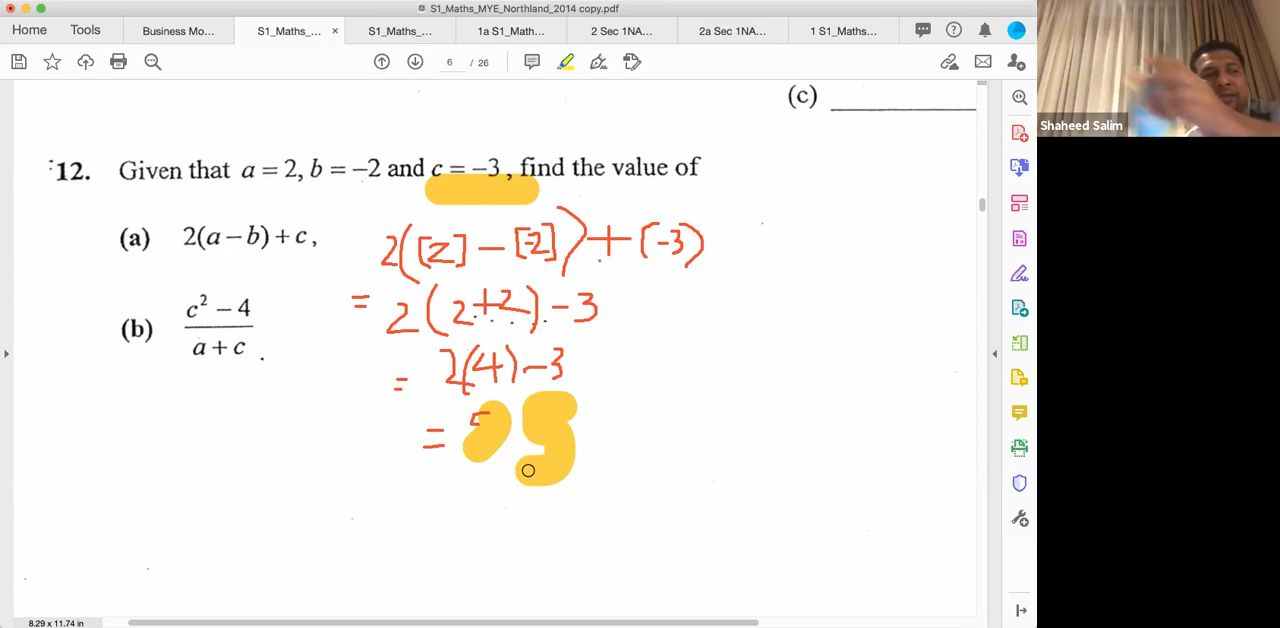 S1_Maths_MYE_Northland_2014 copy.pdf
Home Tools Business Mo... S1_Maths_... × S1_Maths_... 1a S1_Math... 2 Sec 1NA... 2a Sec 1NA... 1 S1_Maths...
6 / 26
Shaheed Salim
(c)
12. Given that a = 2, b = −2 and c = −3, find the value of
(a) 2(a − b) + c,
2([2] − [-2]) + (-3)
= 2(2+2) − 3
(b) c² − 4
a + c .
= 2(4) − 3
= 5 5
8.29 x 11.74 in